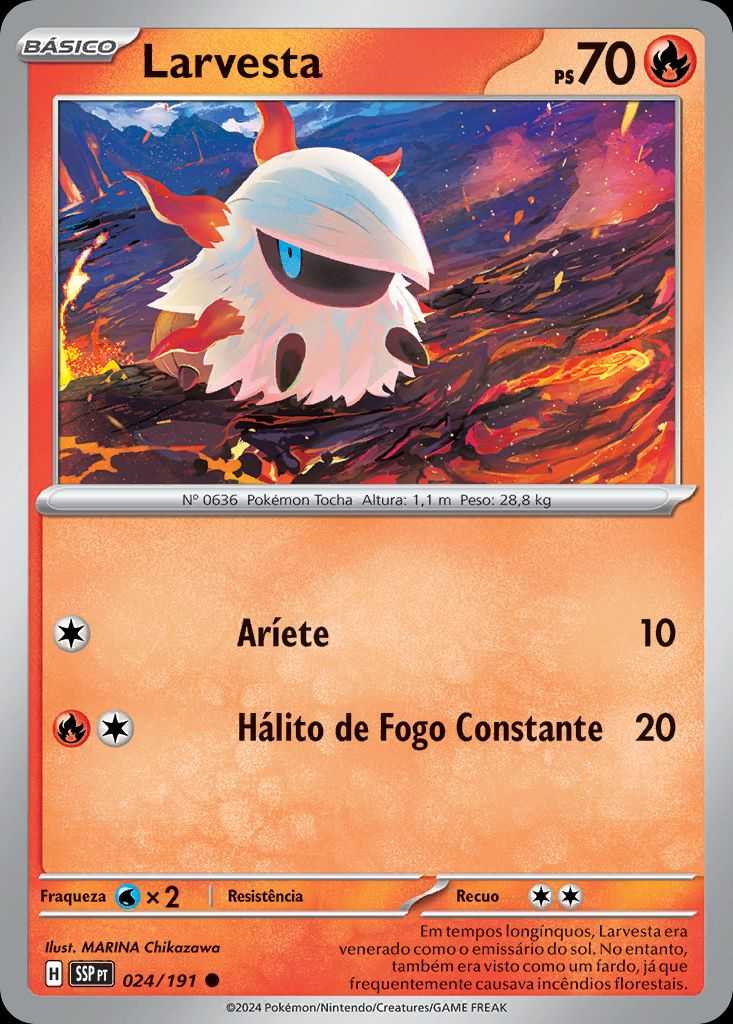 BÁSICO
Larvesta
PS 70
Nº 0636 Pokémon Tocha Altura: 1,1 m Peso: 28,8 kg
Aríete 10
Hálito de Fogo Constante 20
Fraqueza ×2 Resistência Recuo
Ilust. MARINA Chikazawa
H SSP PT 024/191
Em tempos longínquos, Larvesta era
venerado como o emissário do sol. No entanto,
também era visto como um fardo, já que
frequentemente causava incêndios florestais.
©2024 Pokémon/Nintendo/Creatures/GAME FREAK